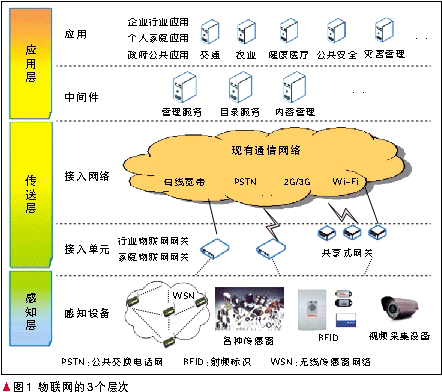 应用层
应用
企业行业应用
个人家庭应用
政府公共应用
交通
农业
健康医疗
公共安全
灾害管理
...
中间件
管理服务
目录服务
内容管理
...
传送层
接入网络
现有通信网络
母线宽带
PSTN
2G/3G
Wi-Fi
接入单元
行业物联网网关
家庭物联网网关
共享式网关
感知层
感知设备
WSN
各种传感器
RFID
视频采集设备
PSTN:公共交换电话网
RFID:射频标识
WSN:无线传感器网络
▲图1 物联网的3个层次